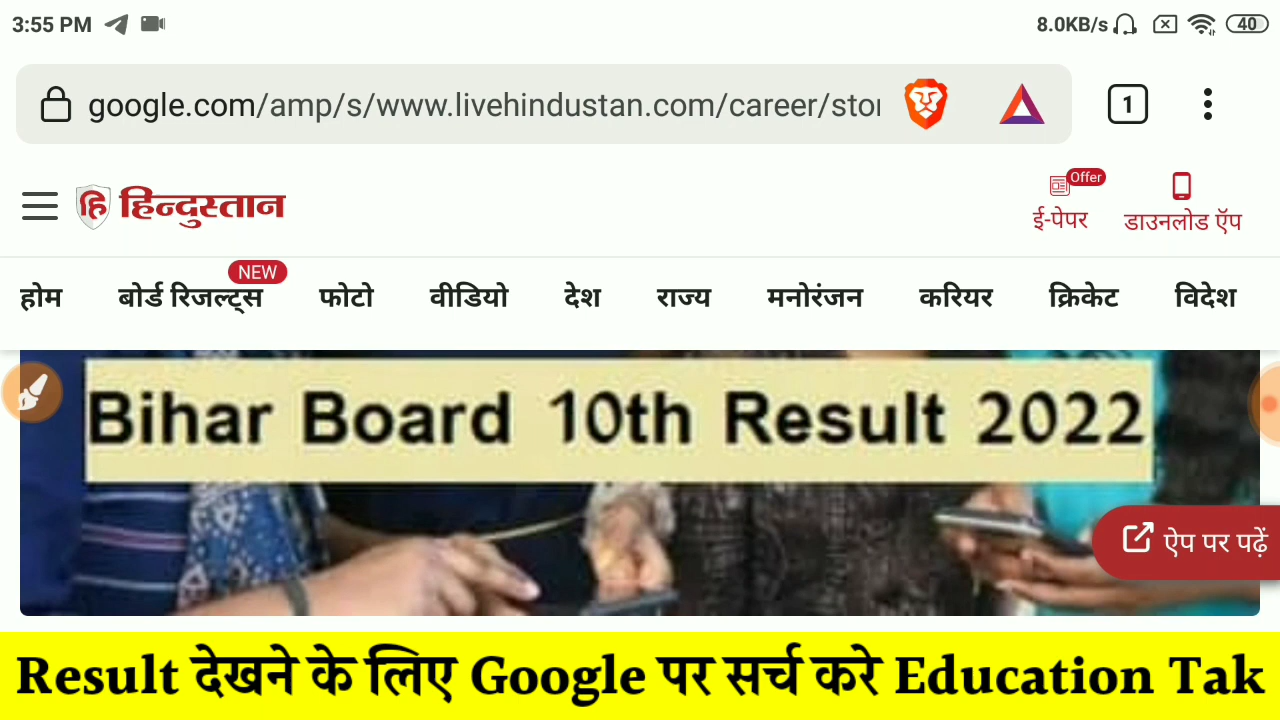 3:55 PM 8.0KB/s 40
google.com/amp/s/www.livehindustan.com/career/stor 1
हि हिन्दुस्तान Offer ई-पेपर डाउनलोड ऍप
NEW
होम बोर्ड रिजल्ट्स फोटो वीडियो देश राज्य मनोरंजन करियर क्रिकेट विदेश
Bihar Board 10th Result 2022
ऐप पर पढ़ें
Result देखने के लिए Google पर सर्च करे Education Tak